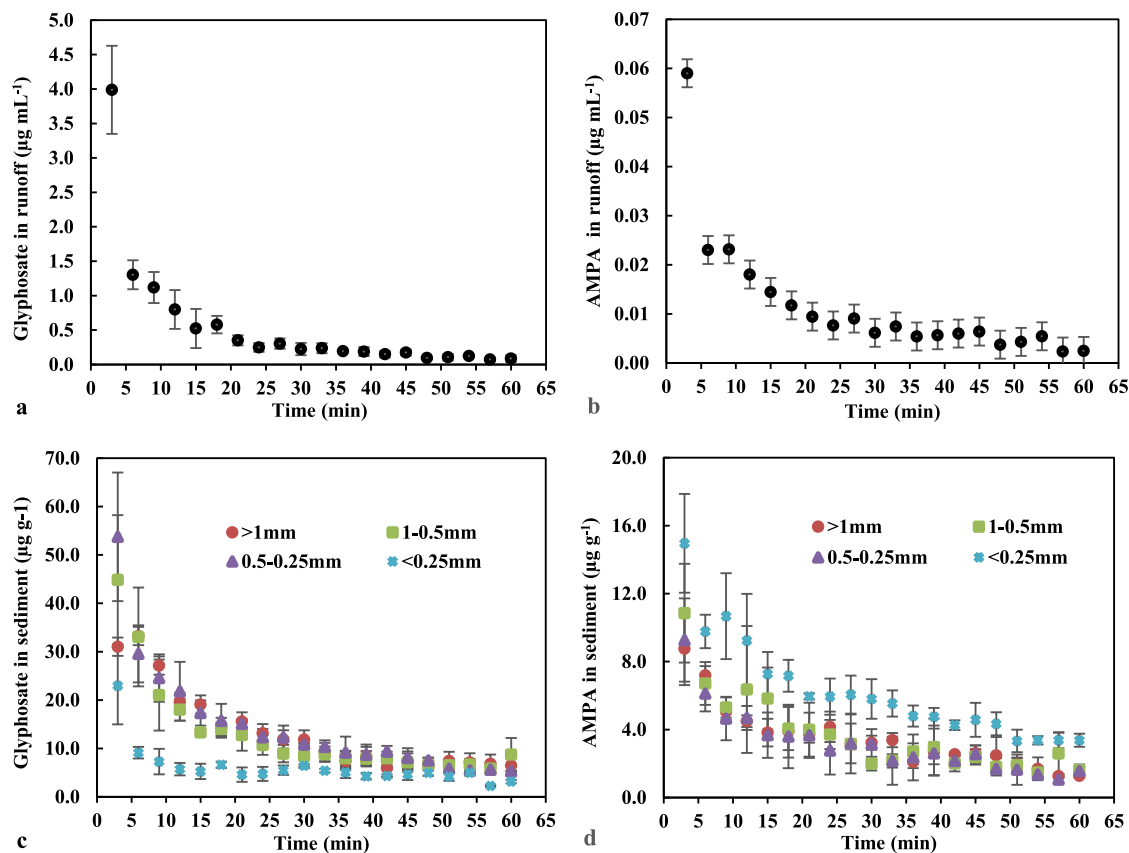 Glyphosate in runoff (µg mL⁻¹)
5.0
4.5
4.0
3.5
3.0
2.5
2.0
1.5
1.0
0.5
0.0
0 5 10 15 20 25 30 35 40 45 50 55 60 65
Time (min)
a
AMPA in runoff (µg mL⁻¹)
0.07
0.06
0.05
0.04
0.03
0.02
0.01
0.00
0 5 10 15 20 25 30 35 40 45 50 55 60 65
Time (min)
b
Glyphosate in sediment (µg g-1)
70.0
60.0
50.0
40.0
30.0
20.0
10.0
0.0
>1mm 1-0.5mm
0.5-0.25mm <0.25mm
0 5 10 15 20 25 30 35 40 45 50 55 60 65
Time (min)
c
AMPA in sediment (µg g⁻¹)
20.0
16.0
12.0
8.0
4.0
0.0
>1mm 1-0.5mm
0.5-0.25mm <0.25mm
0 5 10 15 20 25 30 35 40 45 50 55 60 65
Time (min)
d